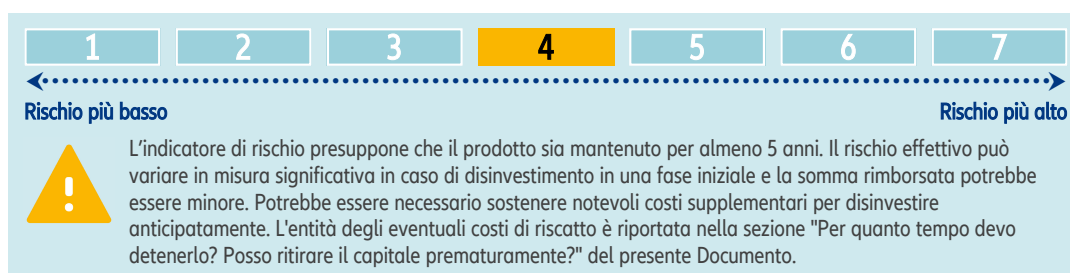 1 2 3 4 5 6 7
Rischio più basso Rischio più alto
L'indicatore di rischio presuppone che il prodotto sia mantenuto per almeno 5 anni. Il rischio effettivo può
variare in misura significativa in caso di disinvestimento in una fase iniziale e la somma rimborsata potrebbe
essere minore. Potrebbe essere necessario sostenere notevoli costi supplementari per disinvestire
anticipatamente. L'entità degli eventuali costi di riscatto è riportata nella sezione "Per quanto tempo devo
detenerlo? Posso ritirare il capitale prematuramente?" del presente Documento.